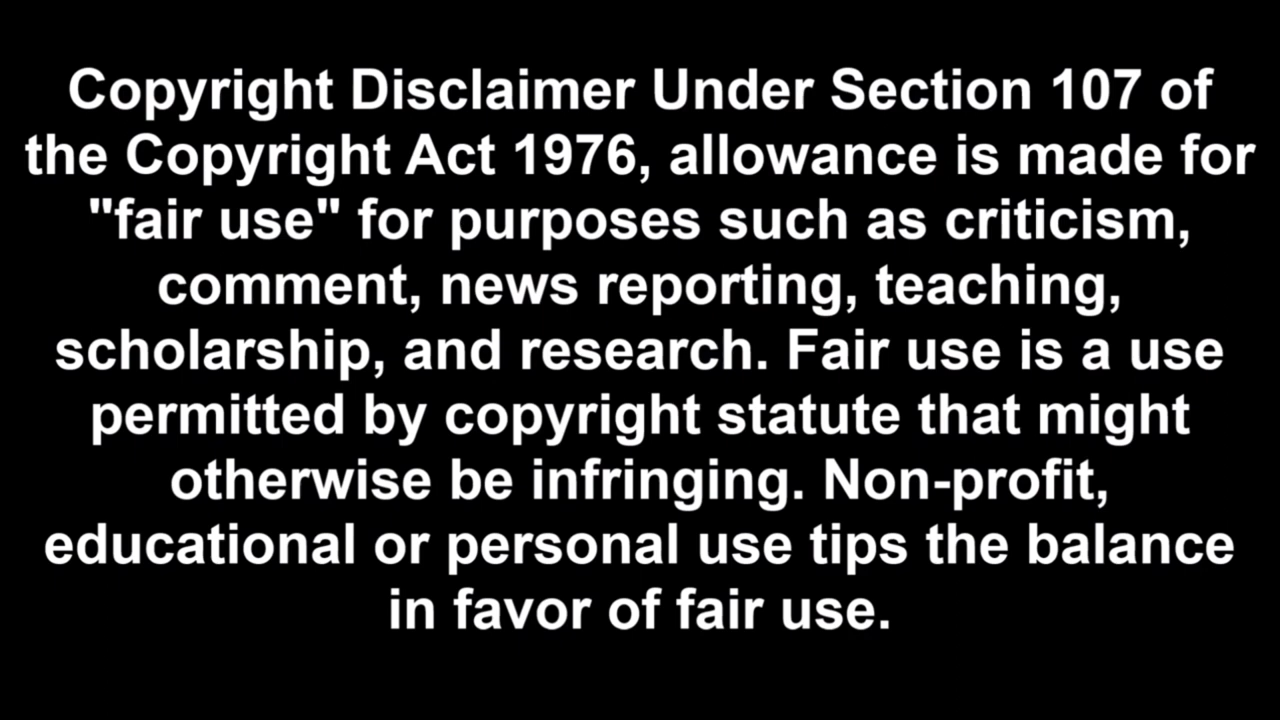 Copyright Disclaimer Under Section 107 of
the Copyright Act 1976, allowance is made for
"fair use" for purposes such as criticism,
comment, news reporting, teaching,
scholarship, and research. Fair use is a use
permitted by copyright statute that might
otherwise be infringing. Non-profit,
educational or personal use tips the balance
in favor of fair use.